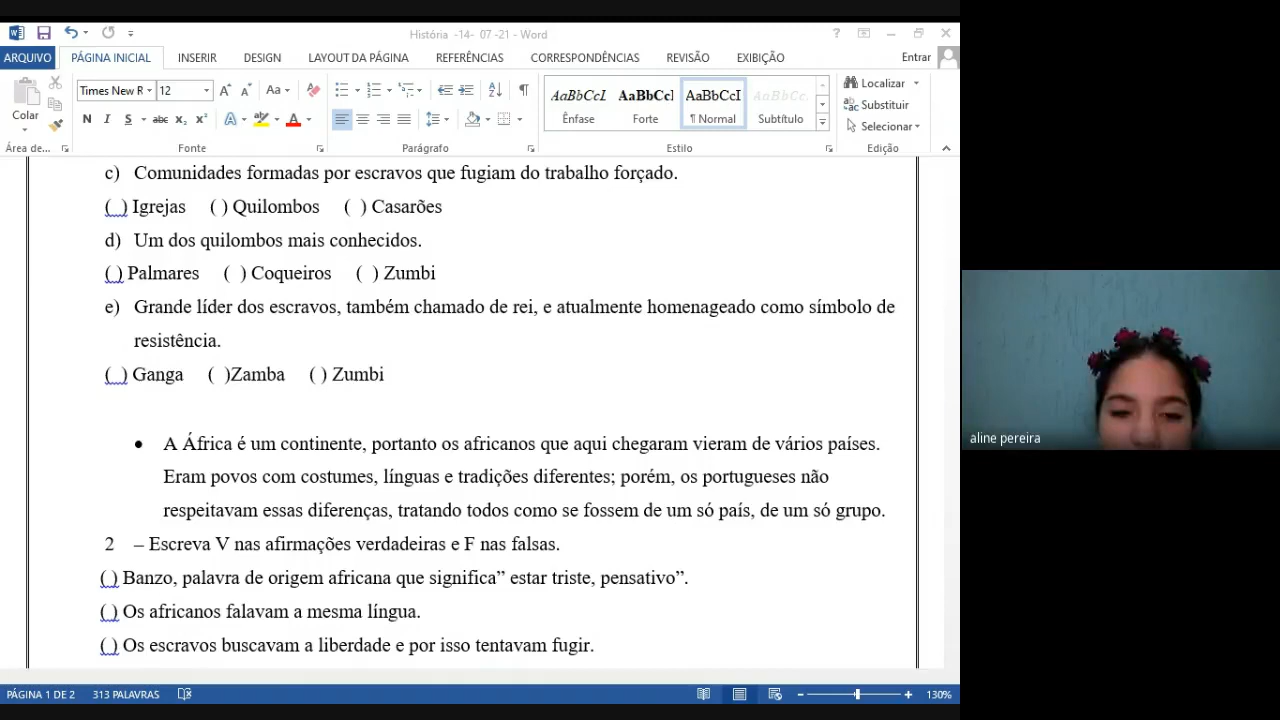 História -14- 07 -21 - Word
ARQUIVO PÁGINA INICIAL INSERIR DESIGN LAYOUT DA PÁGINA REFERÊNCIAS CORRESPONDÊNCIAS REVISÃO EXIBIÇÃO Entrar
Colar
Times New R 12 Aa
N I S abc x₂ x² A A
AaBbCcI AaBbCcI AaBbCcI AaBbCc
Ênfase Forte ¶ Normal Subtítulo
Localizar
Substituir
Selecionar
Área de... Fonte Parágrafo Estilo Edição
c) Comunidades formadas por escravos que fugiam do trabalho forçado.
( ) Igrejas ( ) Quilombos ( ) Casarões
d) Um dos quilombos mais conhecidos.
( ) Palmares ( ) Coqueiros ( ) Zumbi
e) Grande líder dos escravos, também chamado de rei, e atualmente homenageado como símbolo de
resistência.
( ) Ganga ( )Zamba ( ) Zumbi
• A África é um continente, portanto os africanos que aqui chegaram vieram de vários países.
Eram povos com costumes, línguas e tradições diferentes; porém, os portugueses não
respeitavam essas diferenças, tratando todos como se fossem de um só país, de um só grupo.
2 – Escreva V nas afirmações verdadeiras e F nas falsas.
( ) Banzo, palavra de origem africana que significa” estar triste, pensativo”.
( ) Os africanos falavam a mesma língua.
( ) Os escravos buscavam a liberdade e por isso tentavam fugir.
PÁGINA 1 DE 2 313 PALAVRAS 130%
aline pereira